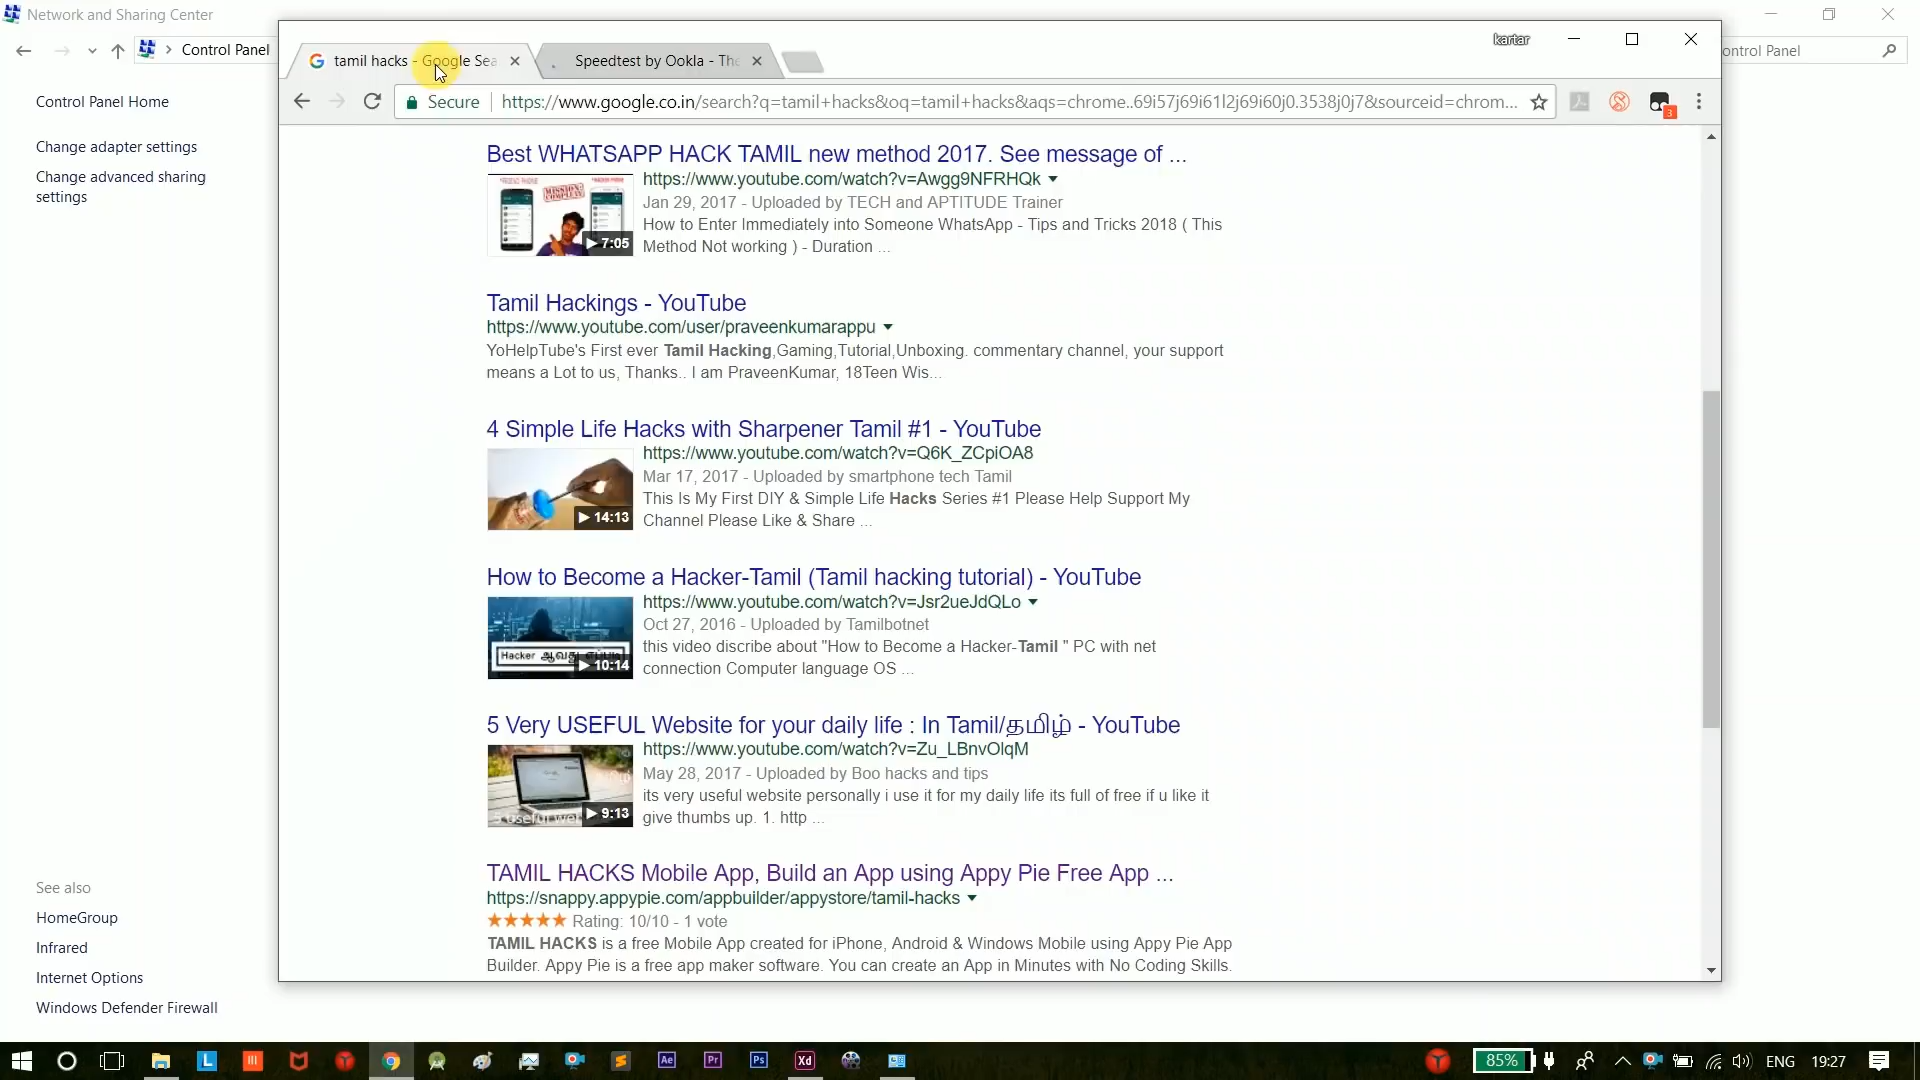 Network and Sharing Center
Control Panel
ontrol Panel
Control Panel Home
Change adapter settings
Change advanced sharing
settings
See also
HomeGroup
Infrared
Internet Options
Windows Defender Firewall
kartar
tamil hacks - Google Sea
Speedtest by Ookla - The
Secure
https://www.google.co.in/search?q=tamil+hacks&oq=tamil+hacks&aqs=chrome..69i57j69i61l2j69i60j0.3538j0j7&sourceid=chrom...
3
Best WHATSAPP HACK TAMIL new method 2017. See message of ...
https://www.youtube.com/watch?v=Awgg9NFRHQk
Jan 29, 2017 - Uploaded by TECH and APTITUDE Trainer
How to Enter Immediately into Someone WhatsApp - Tips and Tricks 2018 ( This
Method Not working ) - Duration ...
7:05
Tamil Hackings - YouTube
https://www.youtube.com/user/praveenkumarappu
YoHelpTube's First ever Tamil Hacking,Gaming,Tutorial,Unboxing. commentary channel, your support
means a Lot to us, Thanks.. I am PraveenKumar, 18Teen Wis...
4 Simple Life Hacks with Sharpener Tamil #1 - YouTube
https://www.youtube.com/watch?v=Q6K_ZCpiOA8
Mar 17, 2017 - Uploaded by smartphone tech Tamil
This Is My First DIY & Simple Life Hacks Series #1 Please Help Support My
Channel Please Like & Share ...
14:13
How to Become a Hacker-Tamil (Tamil hacking tutorial) - YouTube
https://www.youtube.com/watch?v=Jsr2ueJdQLo
Oct 27, 2016 - Uploaded by Tamilbotnet
this video discribe about "How to Become a Hacker-Tamil " PC with net
connection Computer language OS ...
Hacker ஆவது எப்படி
10:14
5 Very USEFUL Website for your daily life : In Tamil/தமிழ் - YouTube
https://www.youtube.com/watch?v=Zu_LBnvOlqM
May 28, 2017 - Uploaded by Boo hacks and tips
its very useful website personally i use it for my daily life its full of free if u like it
give thumbs up. 1. http ...
9:13
TAMIL HACKS Mobile App, Build an App using Appy Pie Free App ...
https://snappy.appypie.com/appbuilder/appystore/tamil-hacks
Rating: 10/10 - 1 vote
TAMIL HACKS is a free Mobile App created for iPhone, Android & Windows Mobile using Appy Pie App
Builder. Appy Pie is a free app maker software. You can create an App in Minutes with No Coding Skills.
L
Ae
Pr
Ps
Xd
85%
ENG
19:27